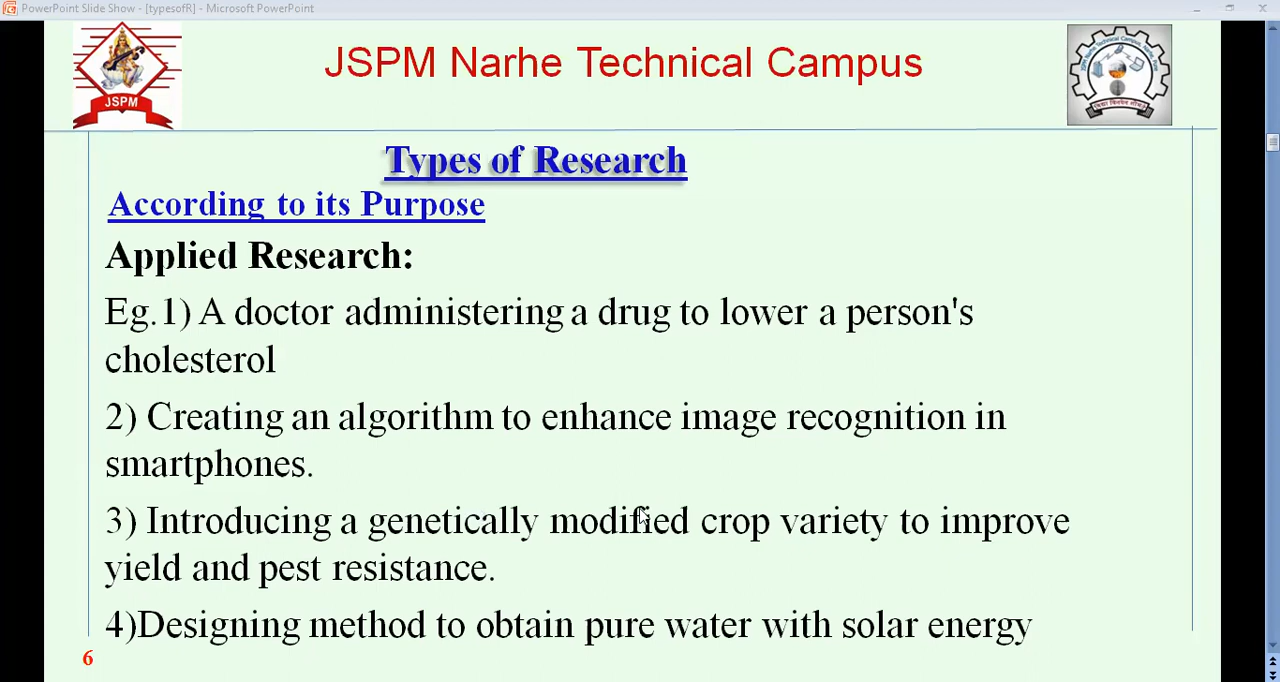 PowerPoint Slide Show - [typesofR] - Microsoft PowerPoint
JSPM Narhe Technical Campus
JSPM
Types of Research
According to its Purpose
Applied Research:
Eg.1) A doctor administering a drug to lower a person's
cholesterol
2) Creating an algorithm to enhance image recognition in
smartphones.
3) Introducing a genetically modified crop variety to improve
yield and pest resistance.
4)Designing method to obtain pure water with solar energy
6